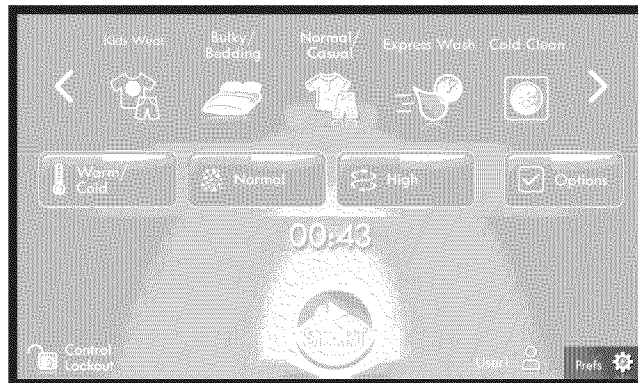 Kids Wear
Bulky/
Bedding
Normal/
Casual
Express Wash
Cold Clean
Warm/
Cold
Normal
High
Options
00:43
START
Control
Lockout
User1
Prefs